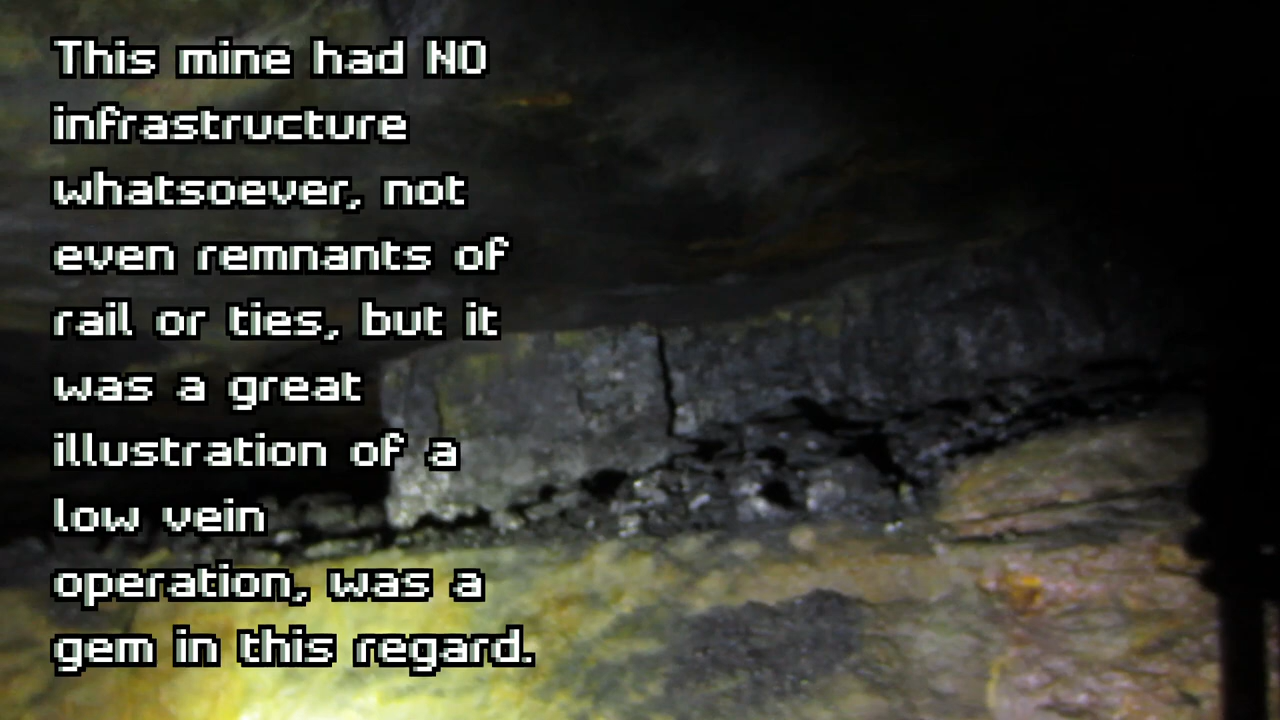 This mine had NO
infrastructure
whatsoever, not
even remnants of
rail or ties, but it
was a great
illustration of a
low vein
operation, was a
gem in this regard.